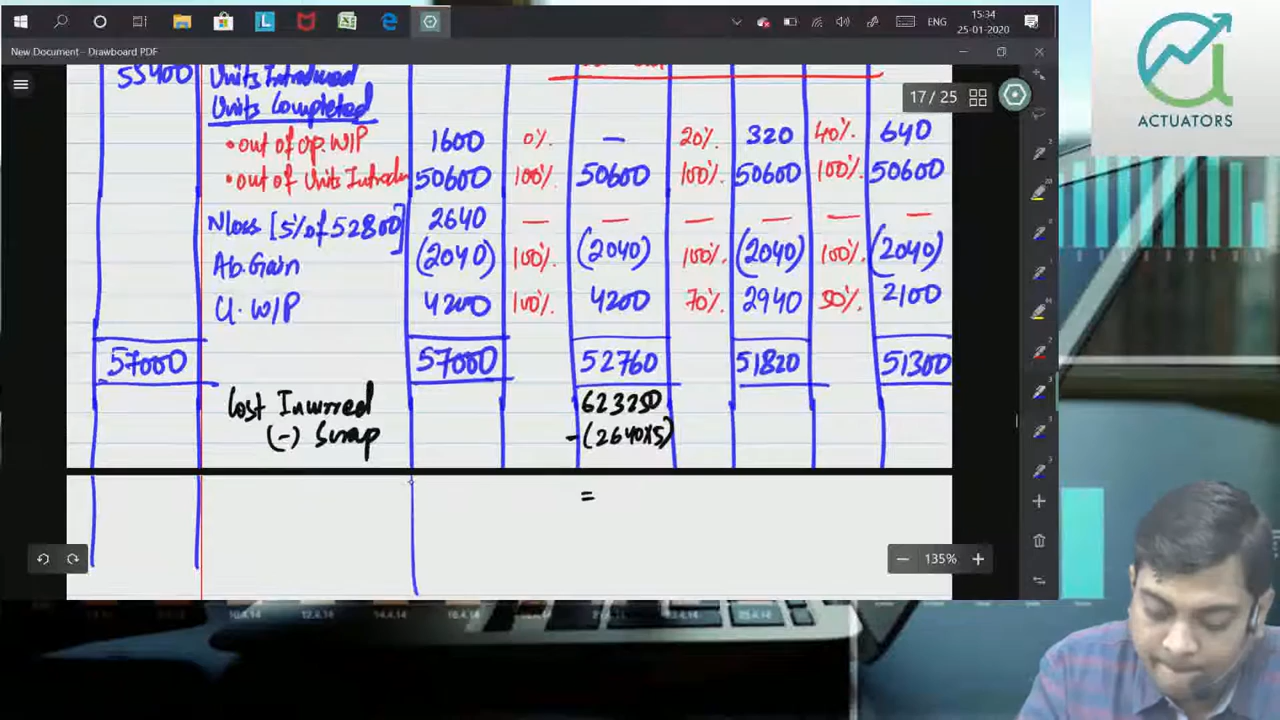 15:34
ENG
25-01-2020
New Document - Drawboard PDF
17 / 25
ACTUATORS
55400 Units Introduced
Units Completed
• out of op. WIP 1600 0% — 20% 320 40% 640
• out of Units Introdu 50600 100% 50600 100% 50600 100% 50600
N loss [5% of 52800] 2640 — — — — — —
Ab. Gain (2040) 100% (2040) 100% (2040) 100% (2040)
Cl. WIP 4200 100% 4200 70% 2940 50% 2100
57000 57000 52760 51820 51300
Cost Incurred 623250
(-) Scrap -(2640x5)
=
135%